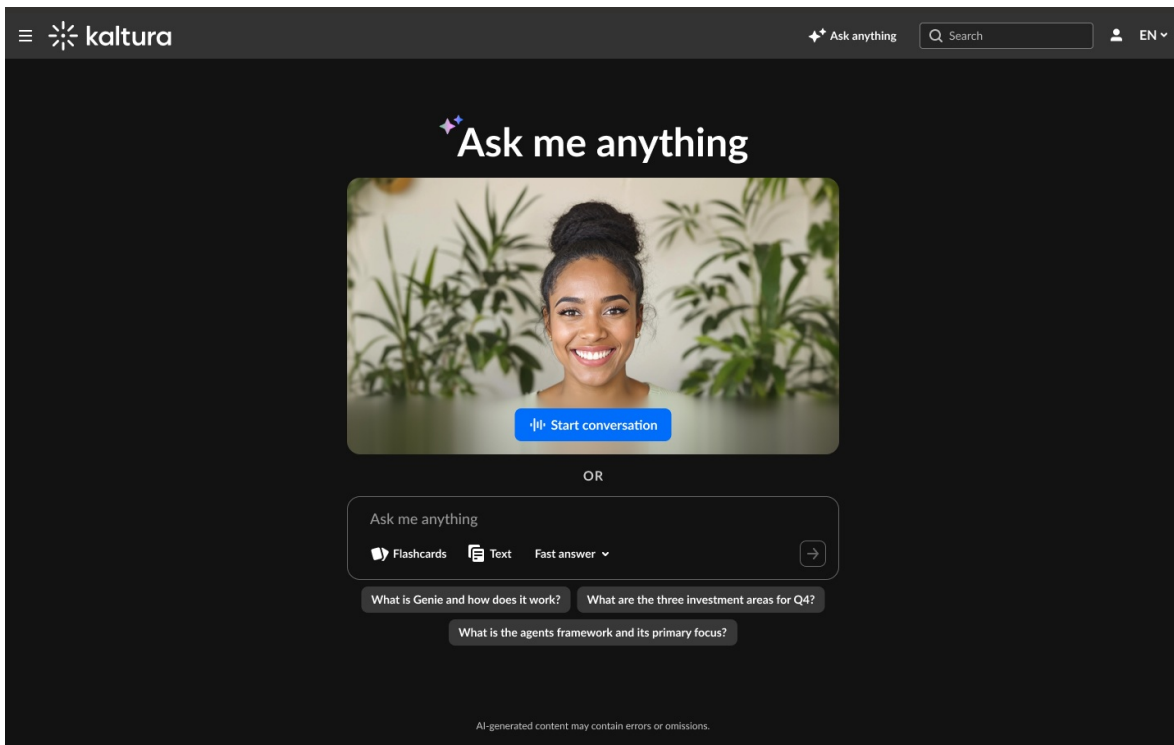 kaltura
Ask anything
Search
EN
Ask me anything
Start conversation
OR
Ask me anything
Flashcards
Text
Fast answer
What is Genie and how does it work?
What are the three investment areas for Q4?
What is the agents framework and its primary focus?
AI-generated content may contain errors or omissions.